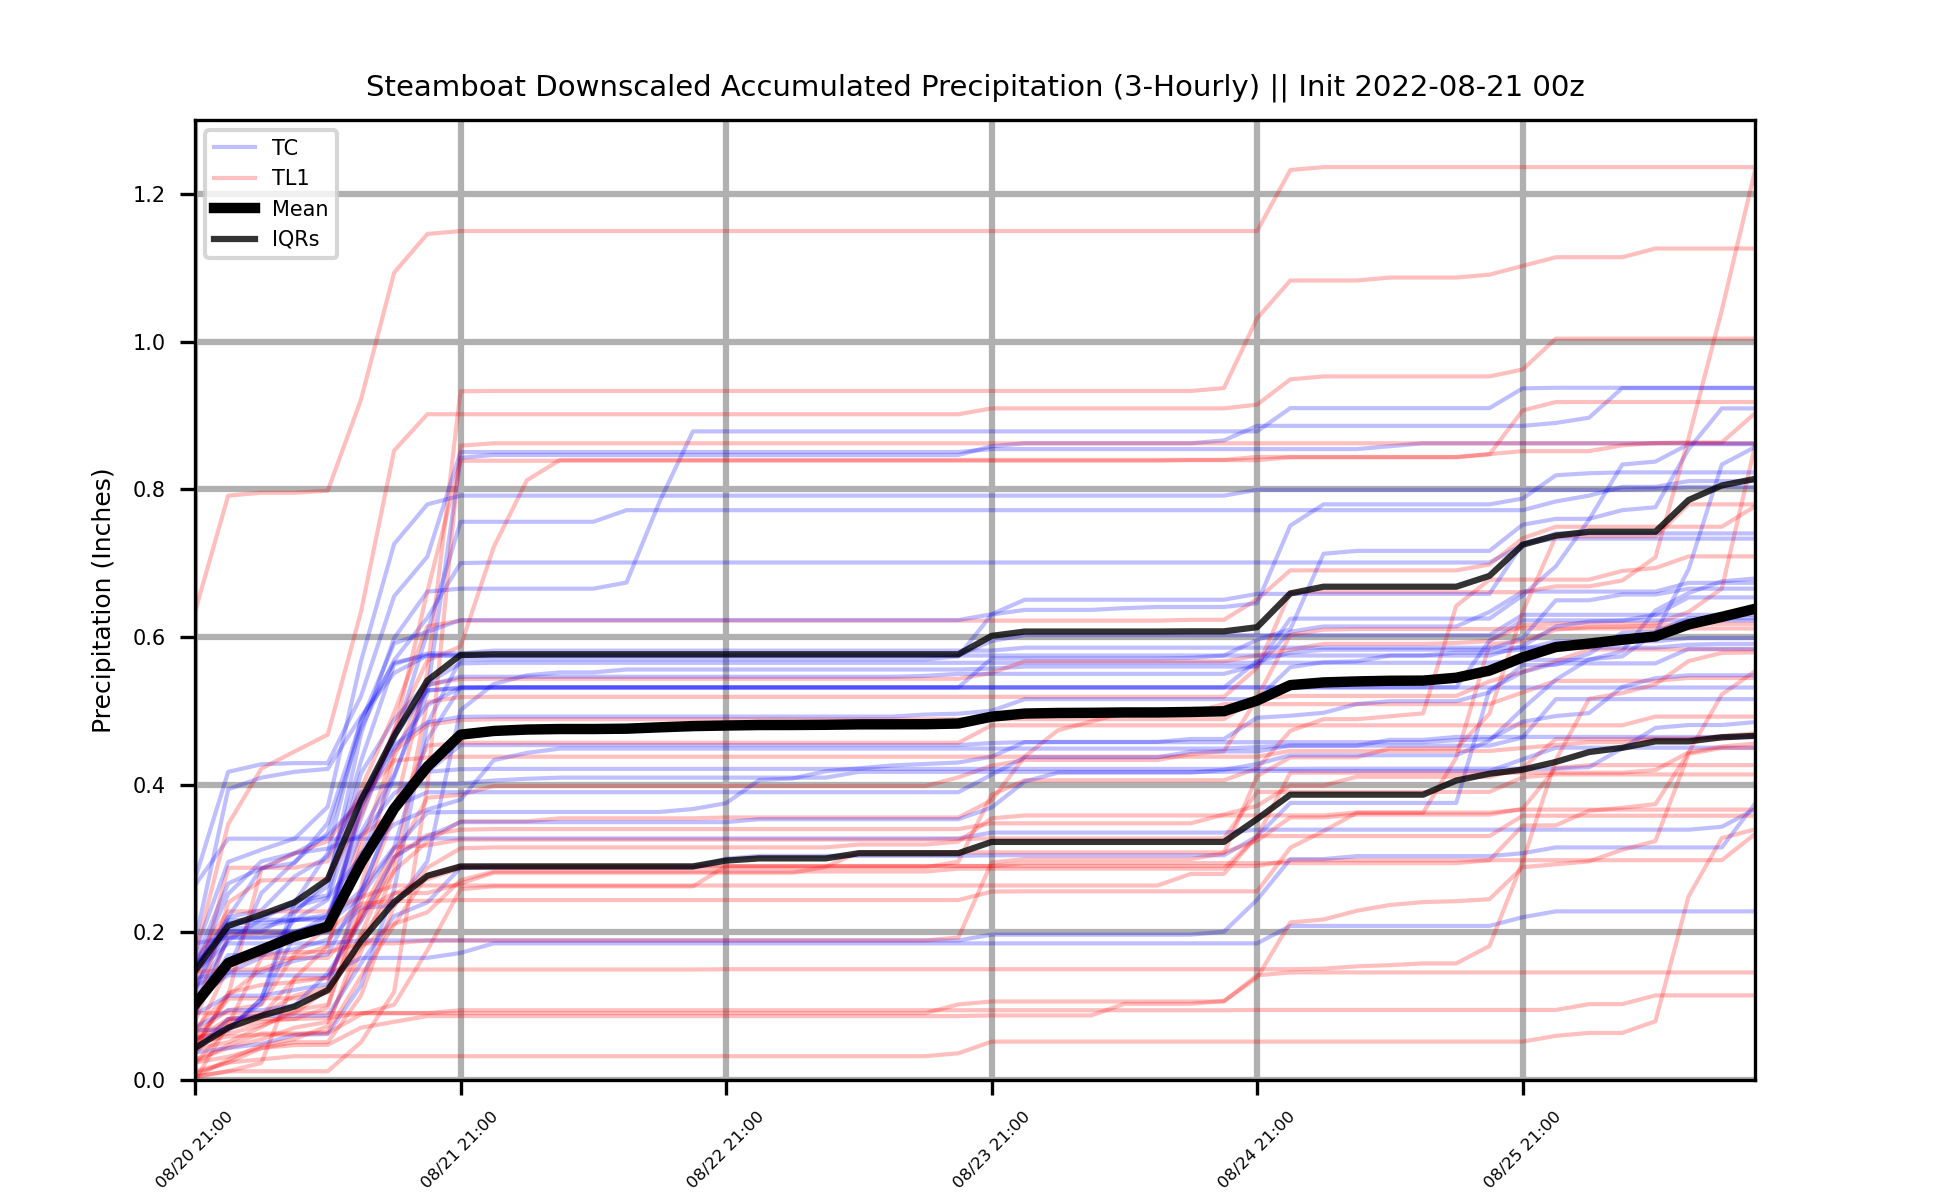 Steamboat Downscaled Accumulated Precipitation (3-Hourly) || Init 2022-08-21 00z
TC
TL1
Mean
IQRs
Precipitation (Inches)
1.2
1.0
0.8
0.6
0.4
0.2
0.0
08/20 21:00
08/21 21:00
08/22 21:00
08/23 21:00
08/24 21:00
08/25 21:00